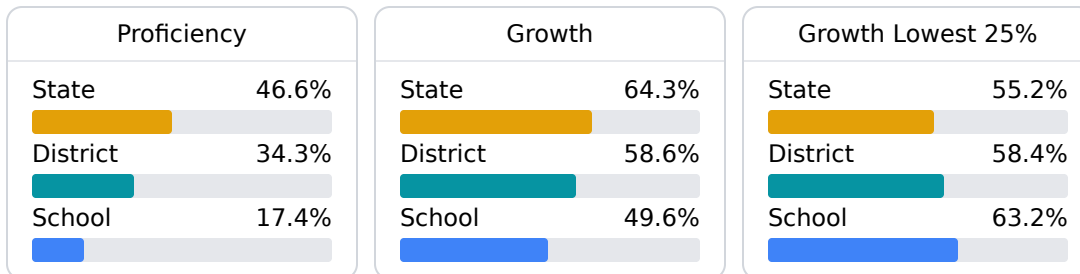 Proficiency
State 46.6%
District 34.3%
School 17.4%
Growth
State 64.3%
District 58.6%
School 49.6%
Growth Lowest 25%
State 55.2%
District 58.4%
School 63.2%